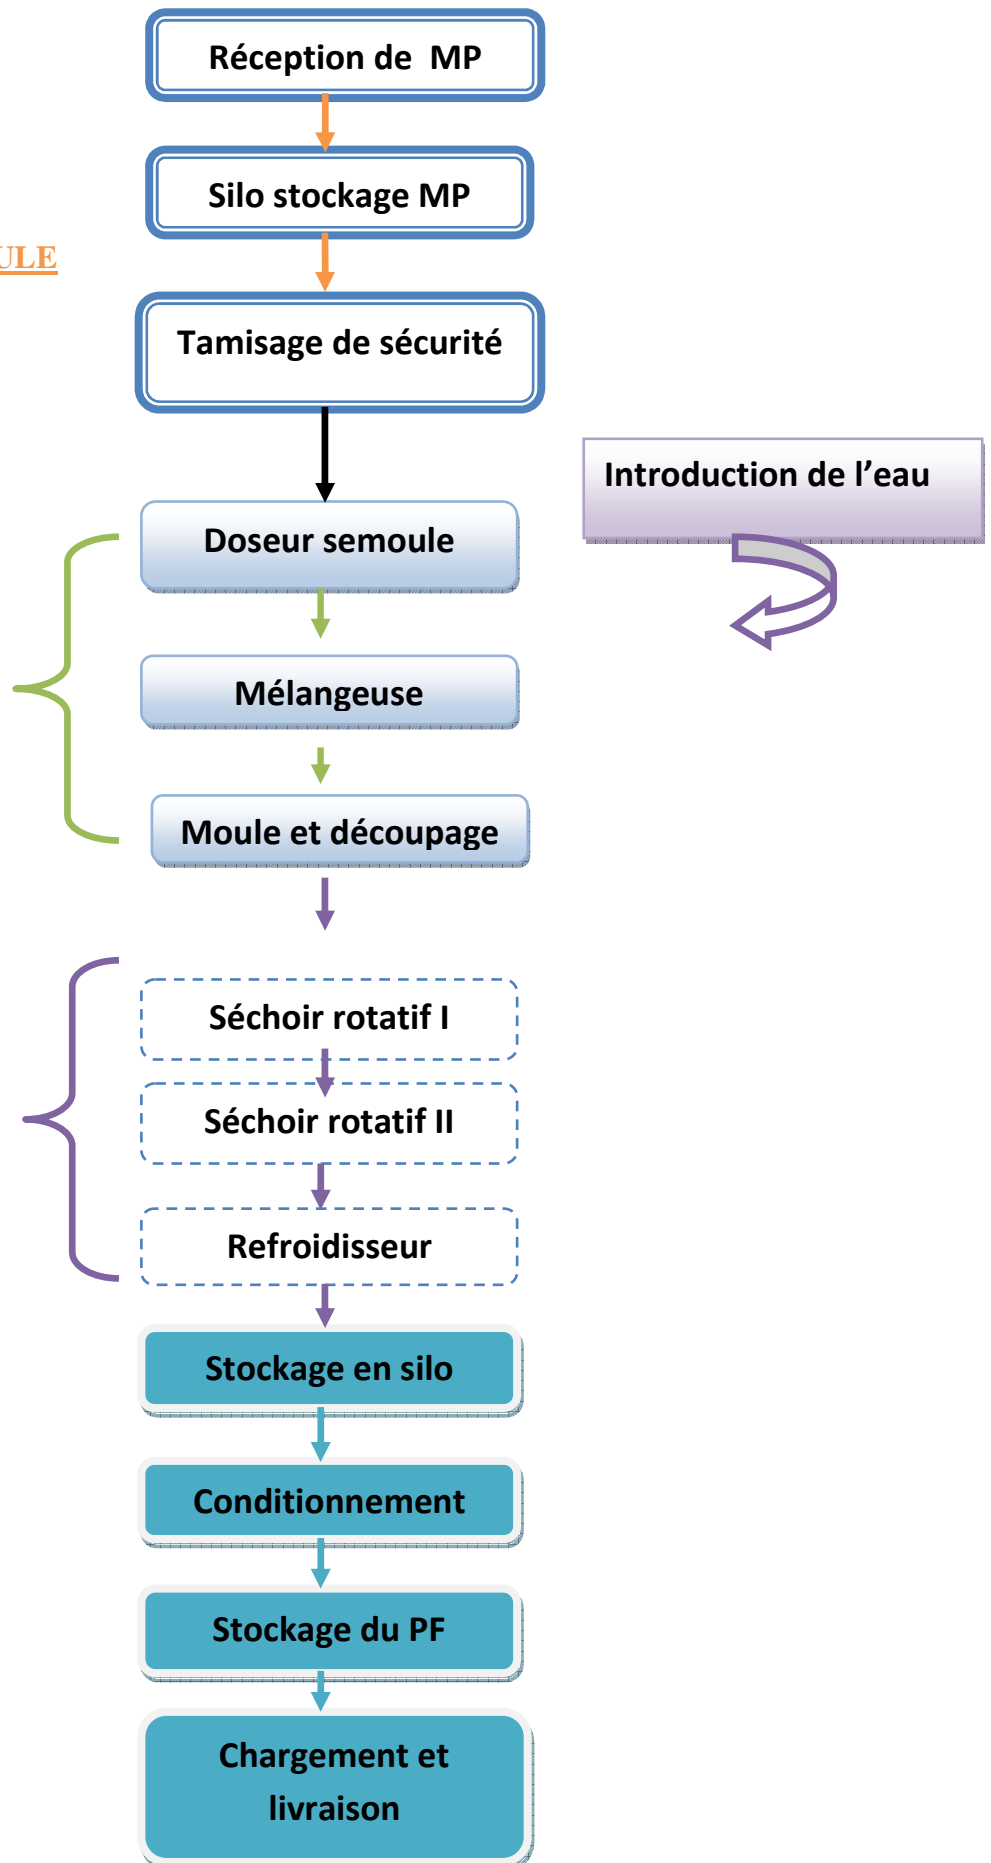 Réception de MP
Silo stockage MP
ULE
Tamisage de sécurité
Introduction de l’eau
Doseur semoule
Mélangeuse
Moule et découpage
Séchoir rotatif I
Séchoir rotatif II
Refroidisseur
Stockage en silo
Conditionnement
Stockage du PF
Chargement et
livraison